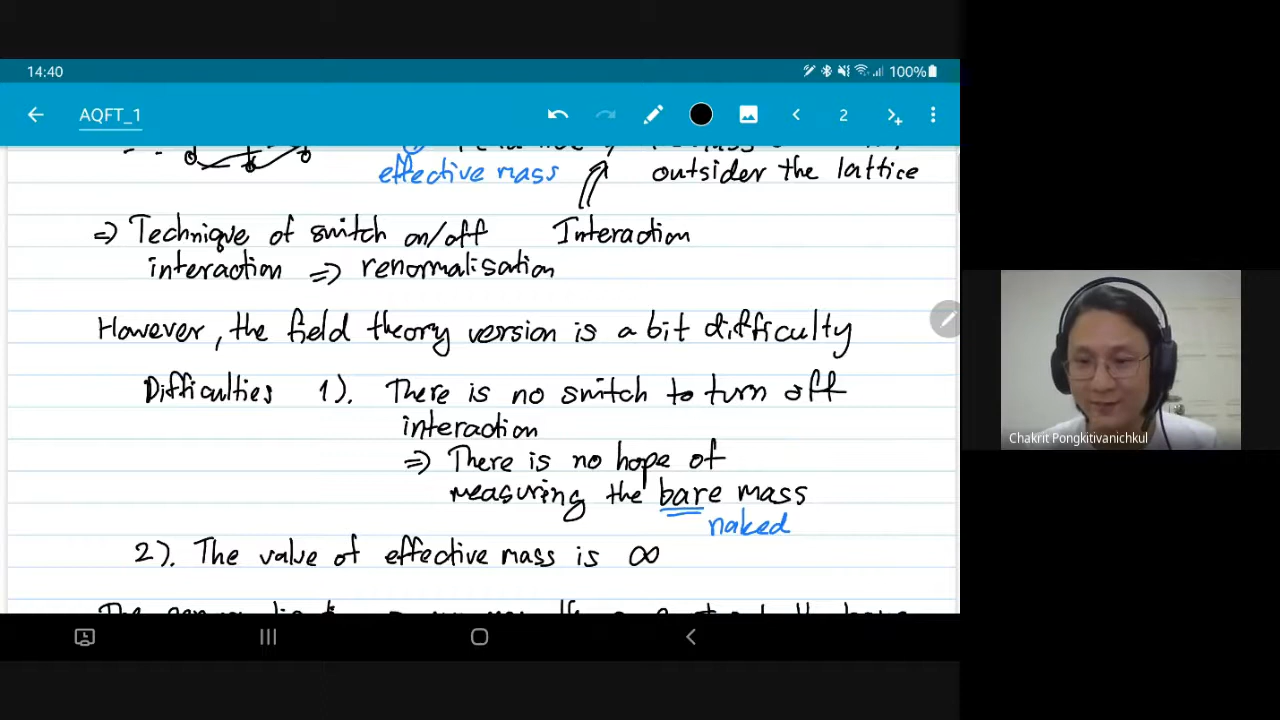 14:40
100%
AQFT_1
2
effective mass
outsider the lattice
=> Technique of switch on/off Interaction
interaction => renormalisation
However, the field theory version is a bit difficulty
Difficulties 1). There is no switch to turn off
interaction
=> There is no hope of
measuring the bare mass
naked
2). The value of effective mass is ∞
Chakrit Pongkitivanichkul